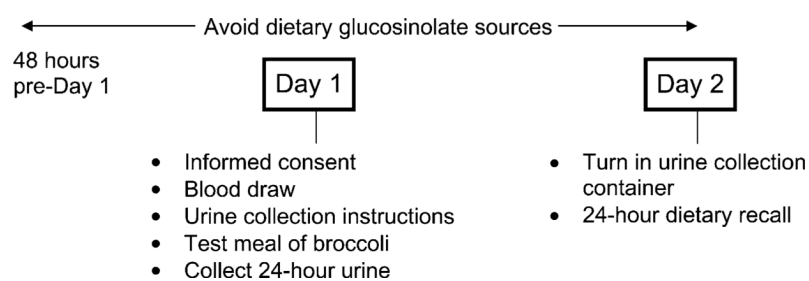 Avoid dietary glucosinolate sources
48 hours
pre-Day 1
Day 1
Day 2
• Informed consent
• Blood draw
• Urine collection instructions
• Test meal of broccoli
• Collect 24-hour urine
• Turn in urine collection
container
• 24-hour dietary recall